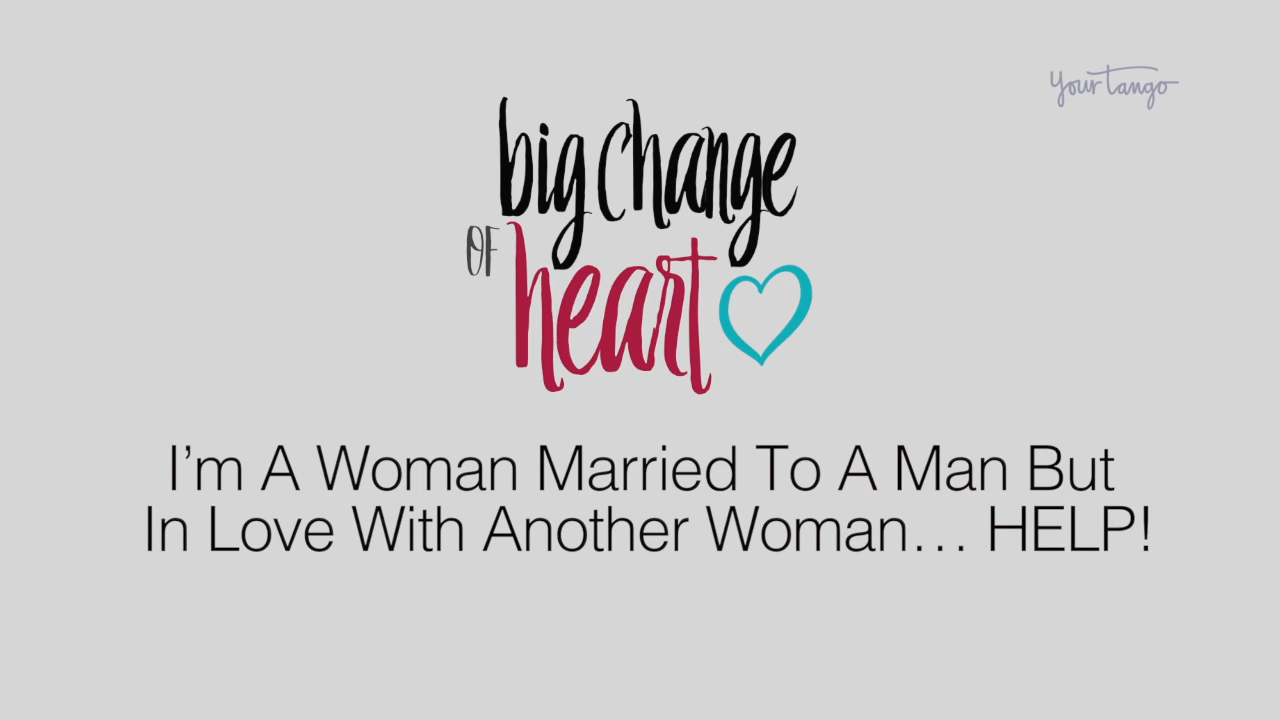 yourtango
big change
OF
heart
I'm A Woman Married To A Man But
In Love With Another Woman... HELP!